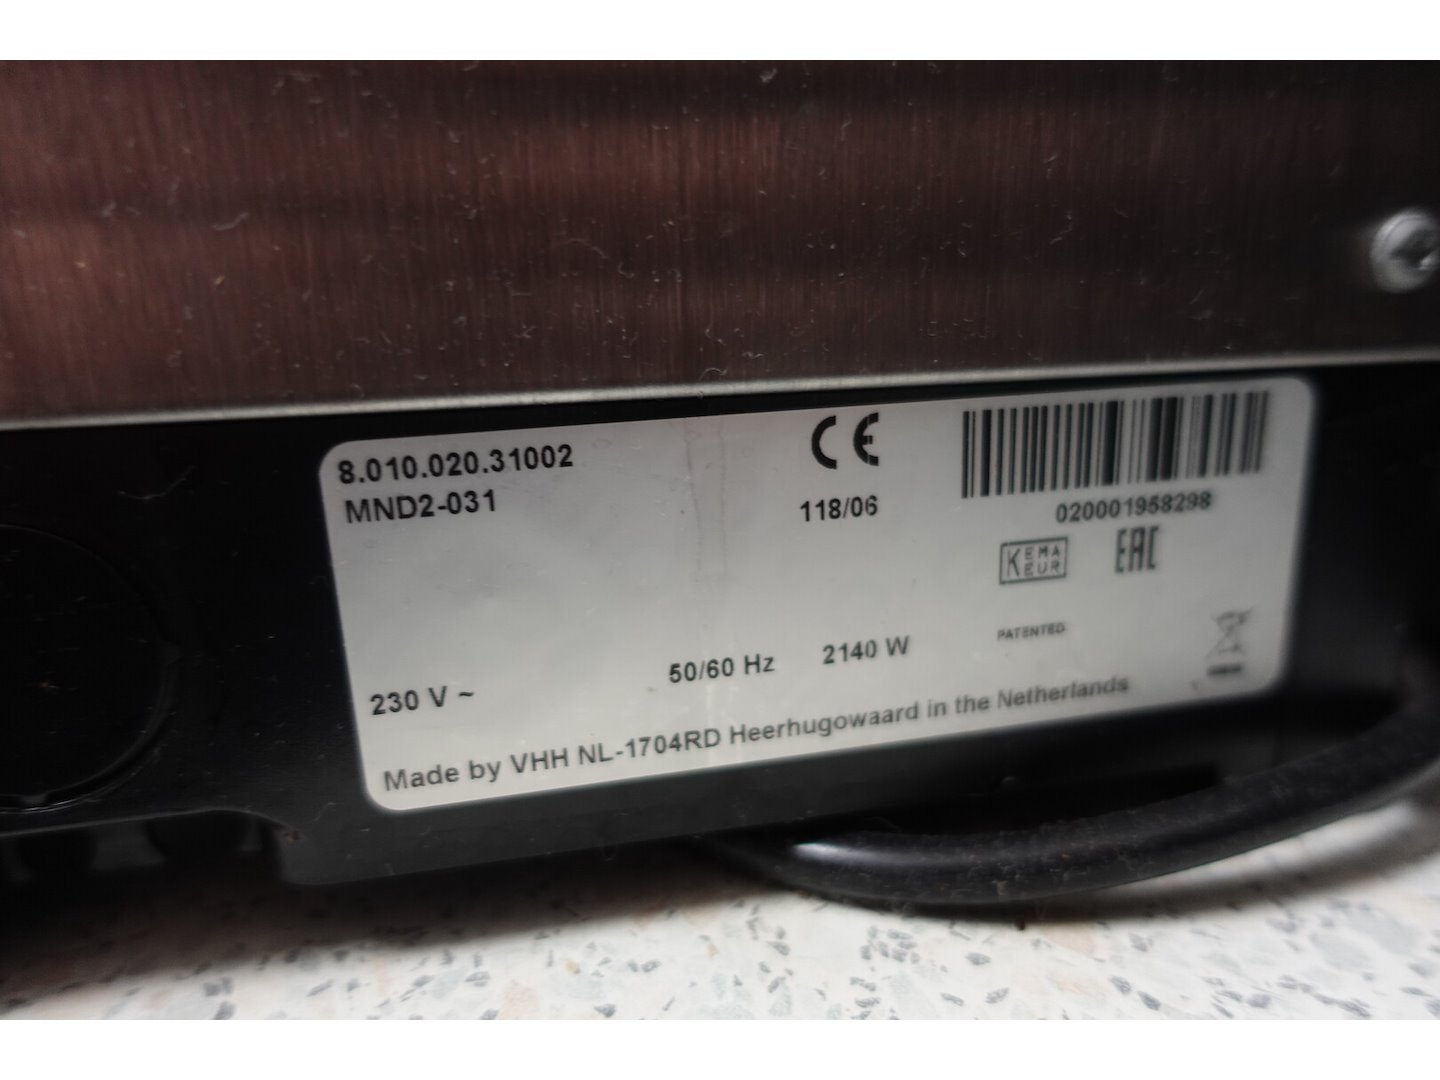 8.010.020.31002
MND2-031
CE
118/06
020001958298
KEMA
KEUR
EAC
PATENTED
230 V ~
50/60 Hz
2140 W
Made by VHH NL-1704RD Heerhugowaard in the Netherlands